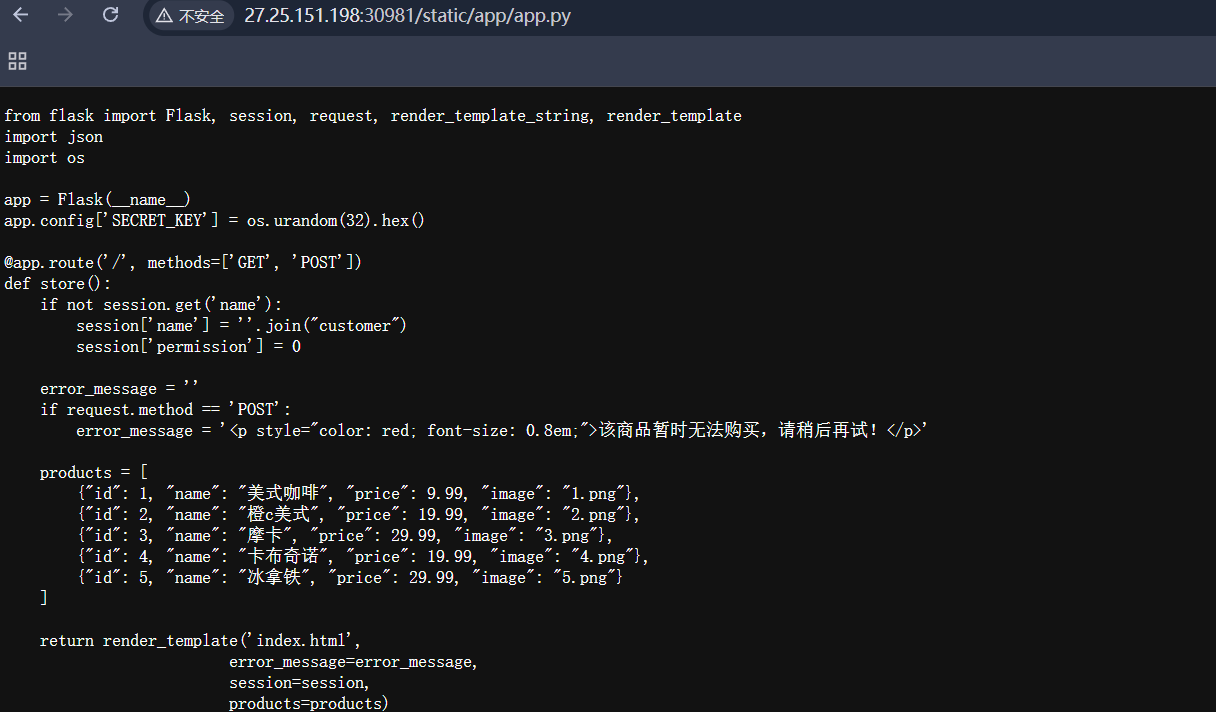 不安全 27.25.151.198:30981/static/app/app.py
from flask import Flask, session, request, render_template_string, render_template
import json
import os
app = Flask(__name__)
app.config['SECRET_KEY'] = os.urandom(32).hex()
@app.route('/', methods=['GET', 'POST'])
def store():
    if not session.get('name'):
        session['name'] = ''.join("customer")
        session['permission'] = 0
    error_message = ''
    if request.method == 'POST':
        error_message = '<p style="color: red; font-size: 0.8em;">该商品暂时无法购买，请稍后再试！</p>'
    products = [
        {"id": 1, "name": "美式咖啡", "price": 9.99, "image": "1.png"},
        {"id": 2, "name": "橙c美式", "price": 19.99, "image": "2.png"},
        {"id": 3, "name": "摩卡", "price": 29.99, "image": "3.png"},
        {"id": 4, "name": "卡布奇诺", "price": 19.99, "image": "4.png"},
        {"id": 5, "name": "冰拿铁", "price": 29.99, "image": "5.png"}
    ]
    return render_template('index.html',
                         error_message=error_message,
                         session=session,
                         products=products)